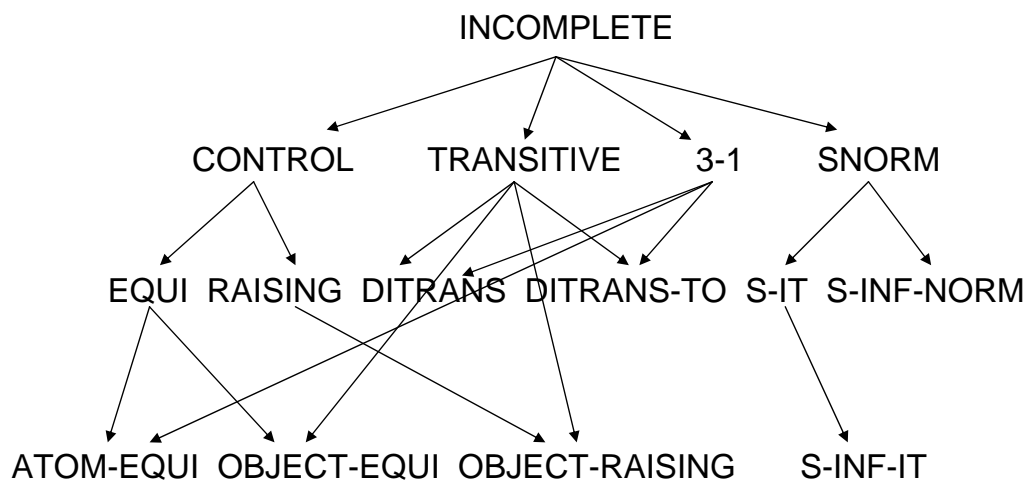 INCOMPLETE
CONTROL TRANSITIVE 3-1 SNORM
EQUI RAISING DITRANS DITRANS-TO S-IT S-INF-NORM
ATOM-EQUI OBJECT-EQUI OBJECT-RAISING S-INF-IT